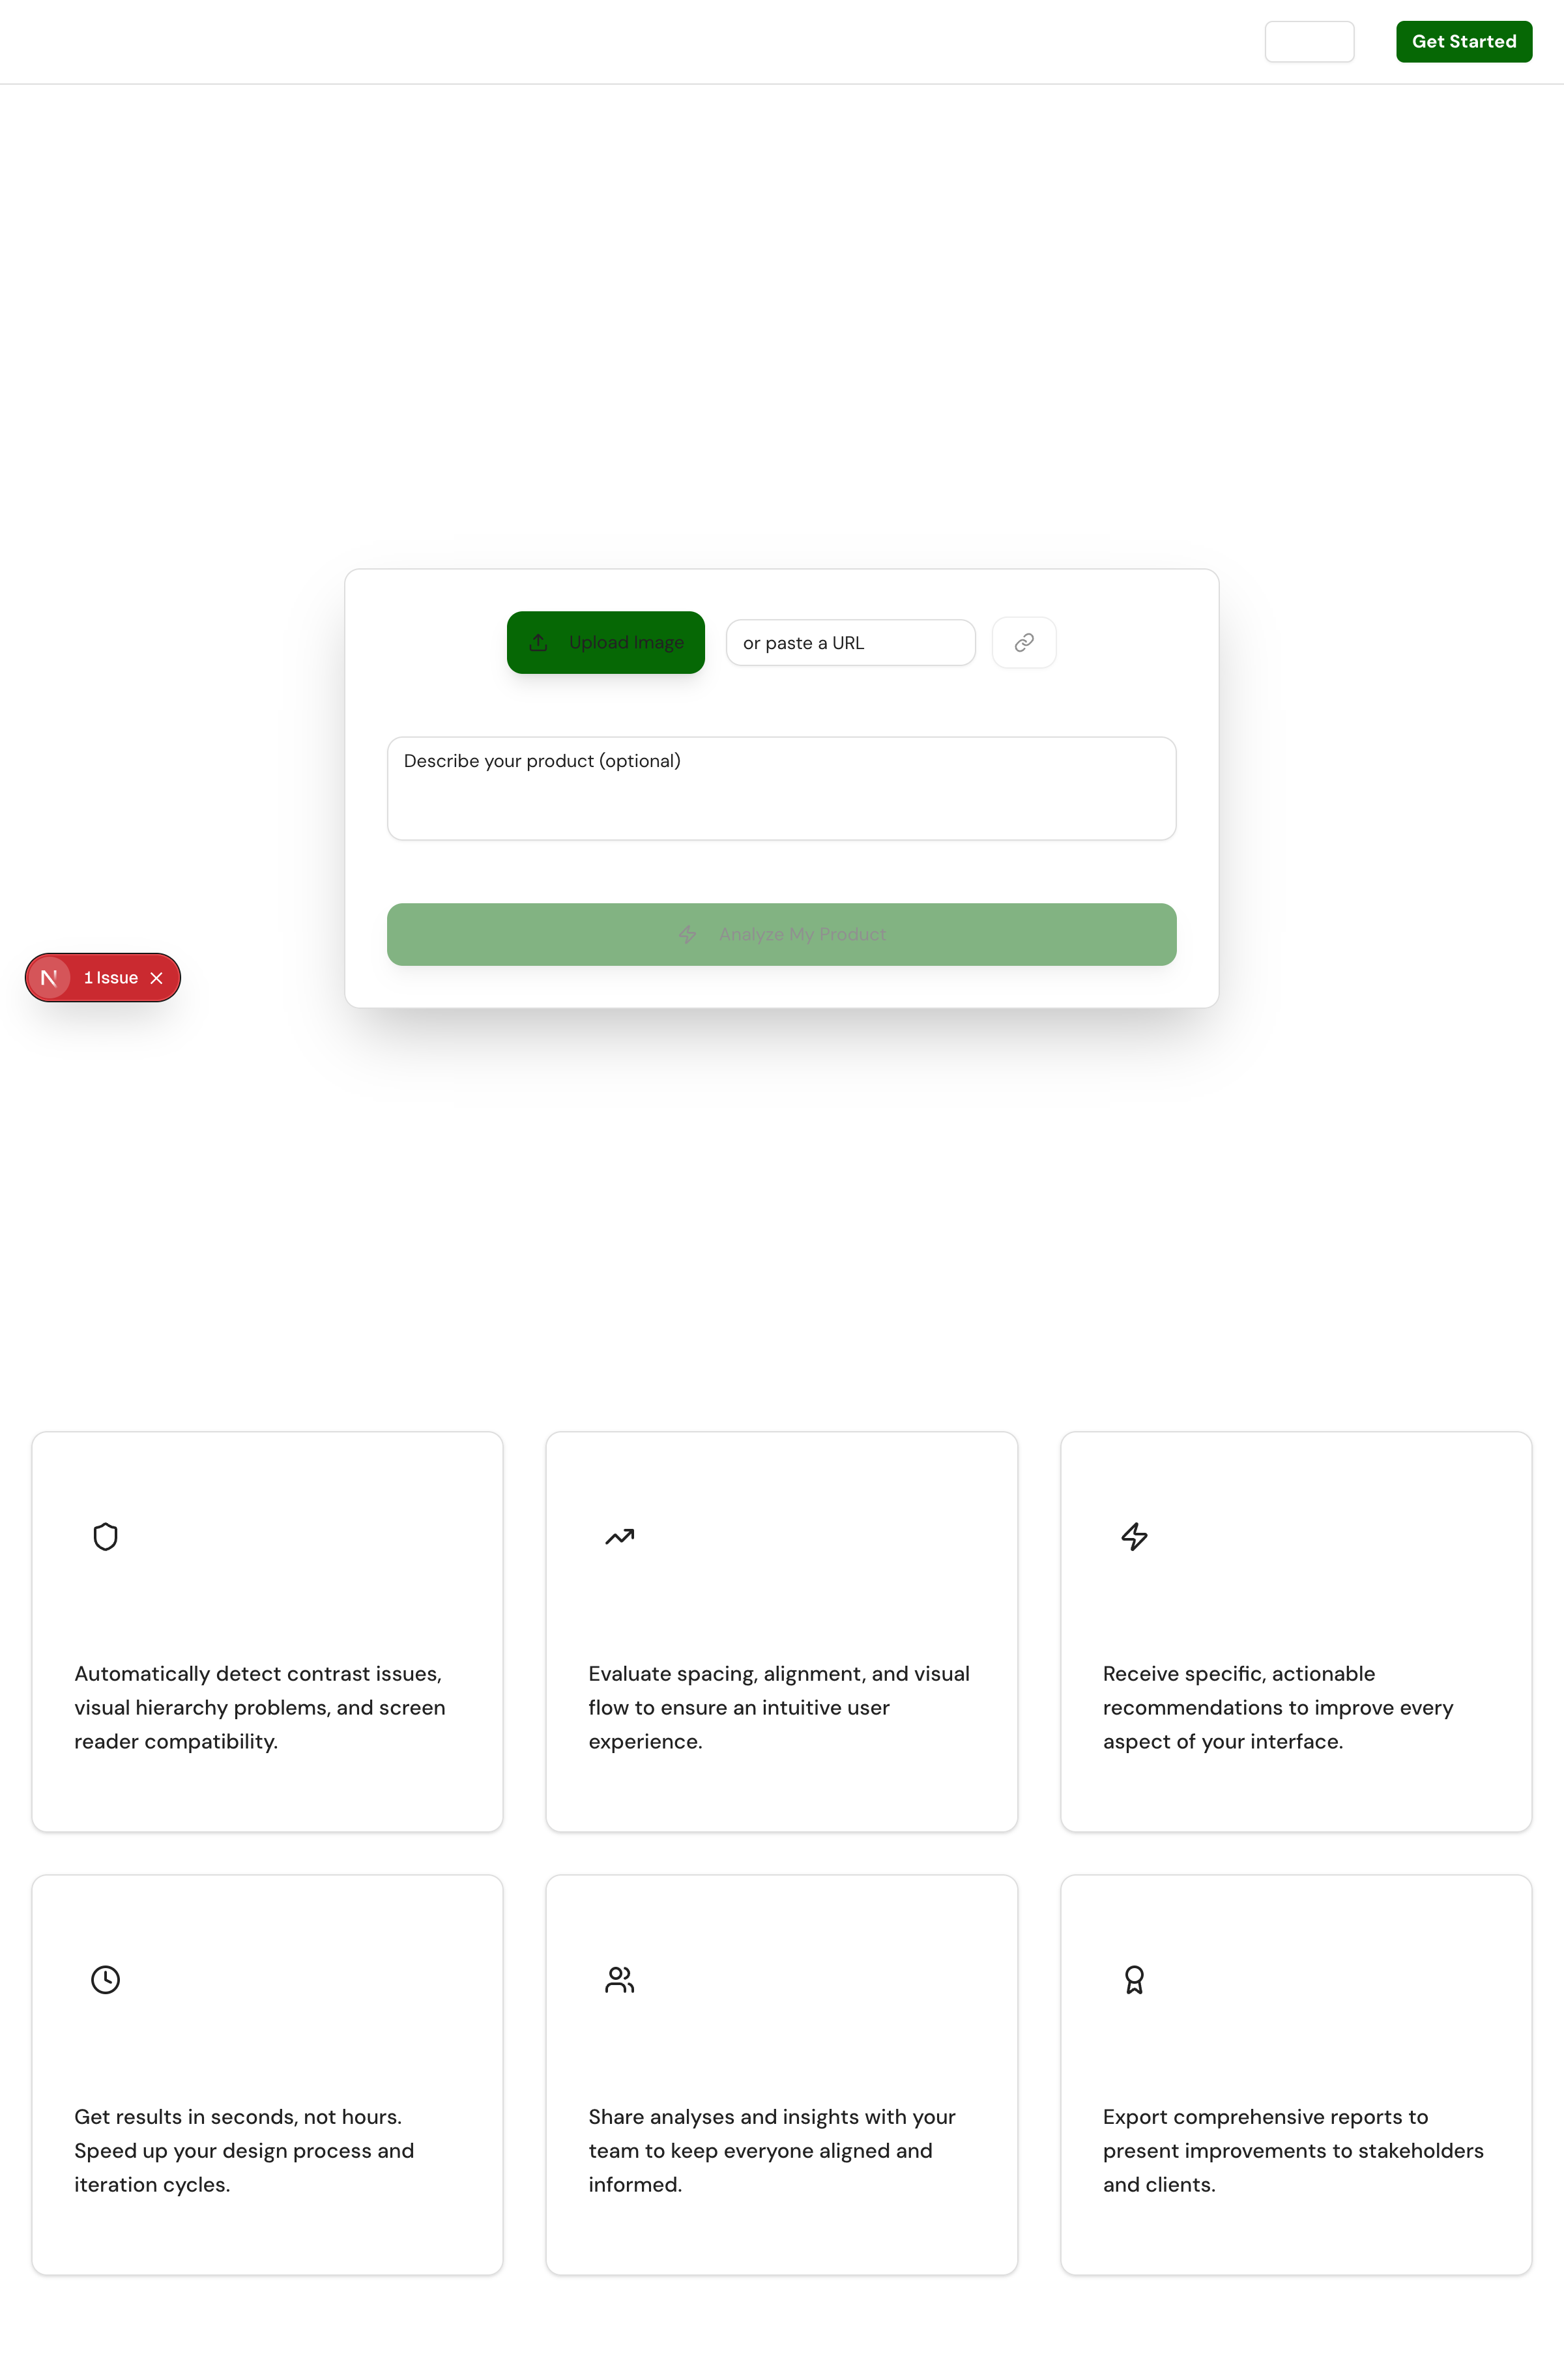 Get Started
Upload Image
or paste a URL
Describe your product (optional)
Analyze My Product
1 Issue
Automatically detect contrast issues,
visual hierarchy problems, and screen
reader compatibility.
Evaluate spacing, alignment, and visual
flow to ensure an intuitive user
experience.
Receive specific, actionable
recommendations to improve every
aspect of your interface.
Get results in seconds, not hours.
Speed up your design process and
iteration cycles.
Share analyses and insights with your
team to keep everyone aligned and
informed.
Export comprehensive reports to
present improvements to stakeholders
and clients.